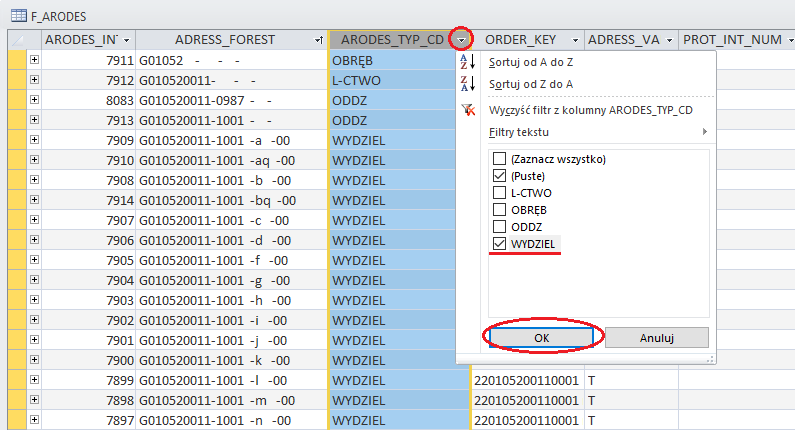 F_ARODES
ARODES_INT ADRESS_FOREST ARODES_TYP_CD ORDER_KEY ADRESS_VA PROT_INT_NUM
7911 G01052 - - - OBRĘB
7912 G010520011- - - L-CTWO
8083 G010520011-0987 - - ODDZ
7913 G010520011-1001 - - ODDZ
7909 G010520011-1001 -a -00 WYDZIEL
7910 G010520011-1001 -aq -00 WYDZIEL
7908 G010520011-1001 -b -00 WYDZIEL
7914 G010520011-1001 -bq -00 WYDZIEL
7907 G010520011-1001 -c -00 WYDZIEL
7906 G010520011-1001 -d -00 WYDZIEL
7905 G010520011-1001 -f -00 WYDZIEL
7904 G010520011-1001 -g -00 WYDZIEL
7903 G010520011-1001 -h -00 WYDZIEL
7902 G010520011-1001 -i -00 WYDZIEL
7901 G010520011-1001 -j -00 WYDZIEL
7900 G010520011-1001 -k -00 WYDZIEL
7899 G010520011-1001 -l -00 WYDZIEL 220105200110001 T
7898 G010520011-1001 -m -00 WYDZIEL 220105200110001 T
7897 G010520011-1001 -n -00 WYDZIEL 220105200110001 T
Sortuj od A do Z
Sortuj od Z do A
Wyczyść filtr z kolumny ARODES_TYP_CD
Filtry tekstu
(Zaznacz wszystko)
(Puste)
L-CTWO
OBRĘB
ODDZ
WYDZIEL
OK Anuluj